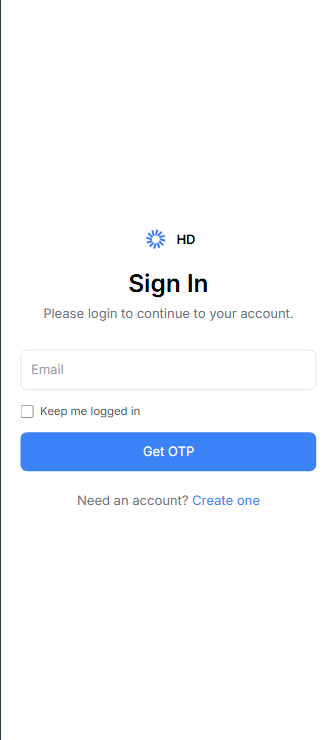 HD
Sign In
Please login to continue to your account.
Email
Keep me logged in
Get OTP
Need an account? Create one